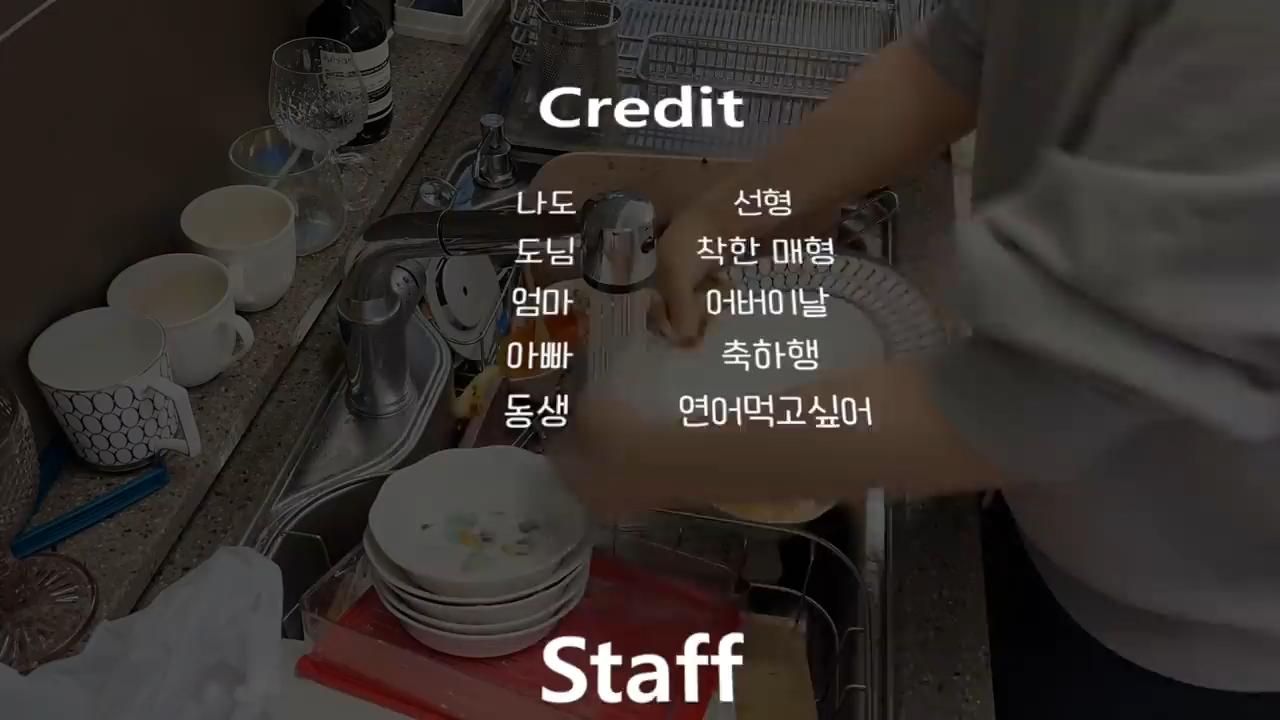 Credit
나도 선형
도님 착한 매형
엄마 어버이날
아빠 축하행
동생 연어먹고싶어
Staff